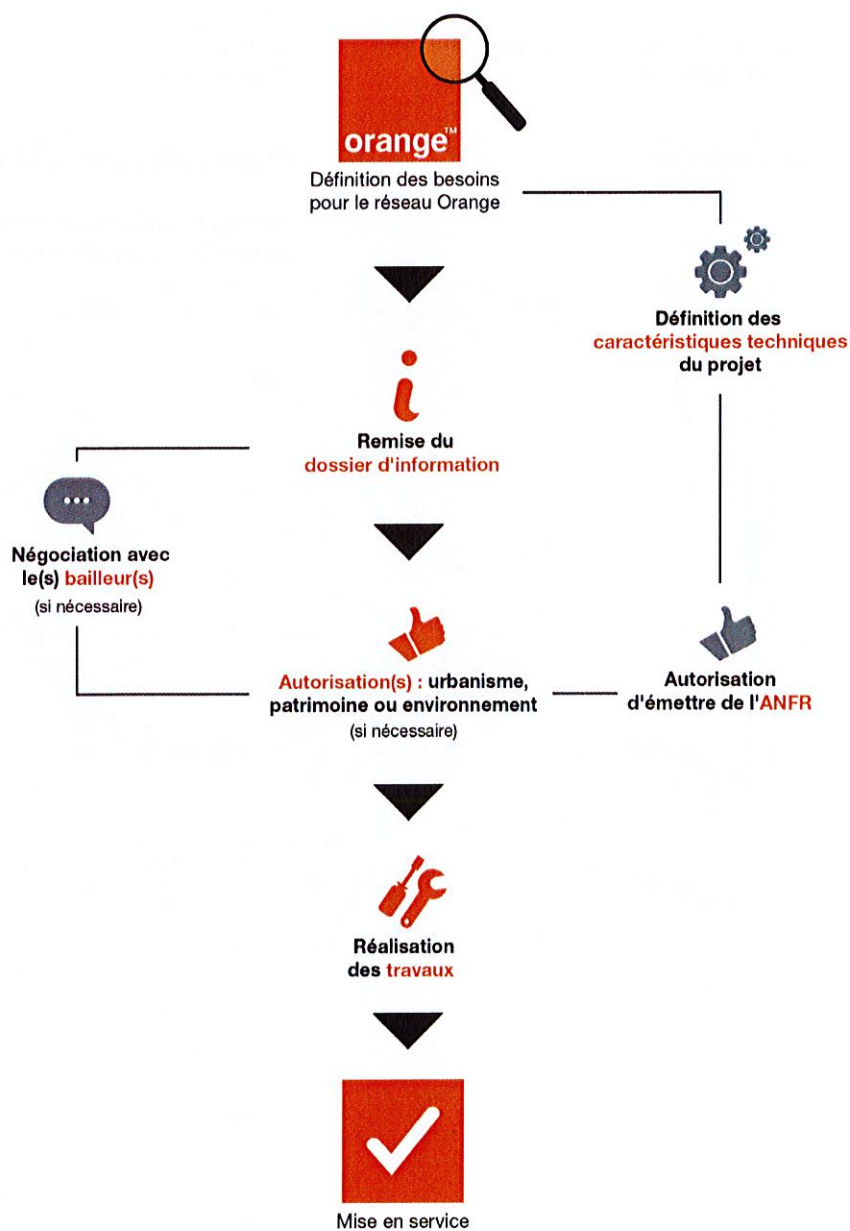 orange™
Définition des besoins
pour le réseau Orange
Définition des
caractéristiques techniques
du projet
Remise du
dossier d'information
Négociation avec
le(s) bailleur(s)
(si nécessaire)
Autorisation(s) : urbanisme,
patrimoine ou environnement
(si nécessaire)
Autorisation
d'émettre de l'ANFR
Réalisation
des travaux
Mise en service